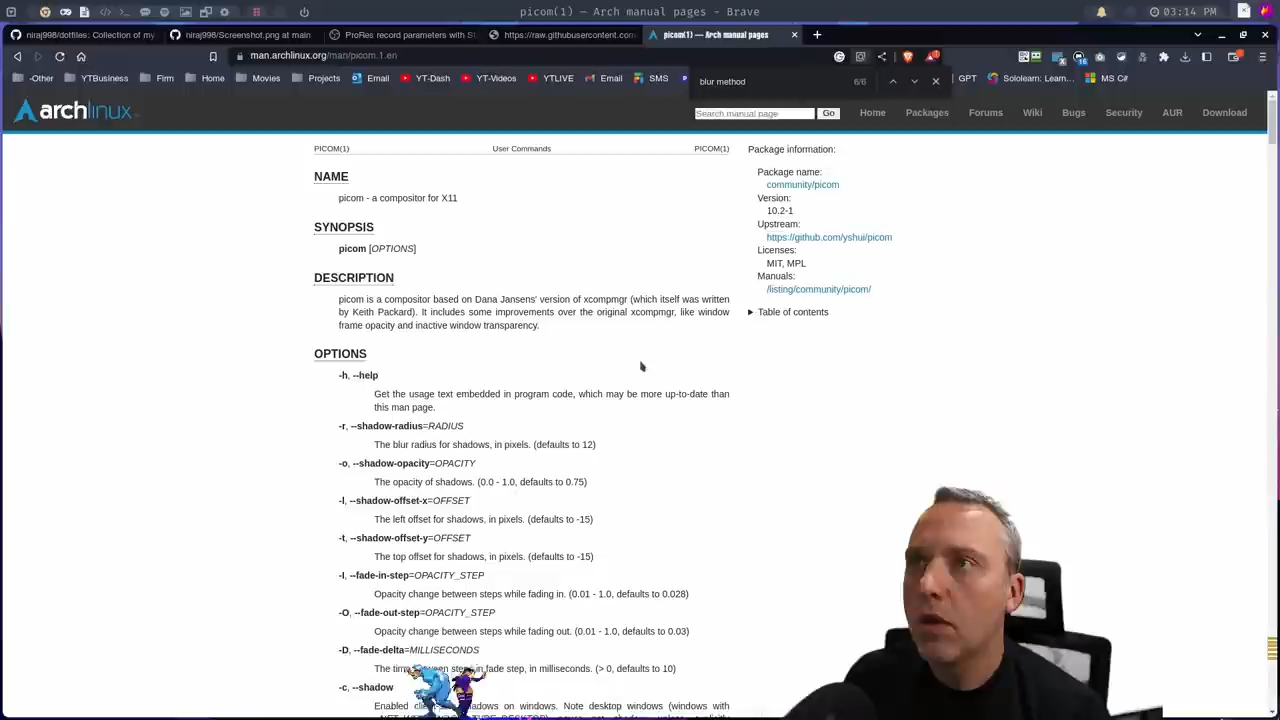 picom(1) — Arch manual pages - Brave
03:14 PM
niraj998/dotfiles: Collection of my
niraj998/Screenshot.png at main
ProRes record parameters with St
https://raw.githubusercontent.com
picom(1) — Arch manual pages
man.archlinux.org/man/picom.1.en
-Other
YTBusiness
Firm
Home
Movies
Projects
Email
YT-Dash
YT-Videos
YTLIVE
Email
SMS
GPT
Sololearn: Learn...
MS C#
blur method
6/6
archlinux
Search manual page
Go
Home
Packages
Forums
Wiki
Bugs
Security
AUR
Download
PICOM(1)
User Commands
PICOM(1)
NAME
picom - a compositor for X11
SYNOPSIS
picom [OPTIONS]
DESCRIPTION
picom is a compositor based on Dana Jansens' version of xcompmgr (which itself was written
by Keith Packard). It includes some improvements over the original xcompmgr, like window
frame opacity and inactive window transparency.
OPTIONS
-h, --help
Get the usage text embedded in program code, which may be more up-to-date than
this man page.
-r, --shadow-radius=RADIUS
The blur radius for shadows, in pixels. (defaults to 12)
-o, --shadow-opacity=OPACITY
The opacity of shadows. (0.0 - 1.0, defaults to 0.75)
-l, --shadow-offset-x=OFFSET
The left offset for shadows, in pixels. (defaults to -15)
-t, --shadow-offset-y=OFFSET
The top offset for shadows, in pixels. (defaults to -15)
-I, --fade-in-step=OPACITY_STEP
Opacity change between steps while fading in. (0.01 - 1.0, defaults to 0.028)
-O, --fade-out-step=OPACITY_STEP
Opacity change between steps while fading out. (0.01 - 1.0, defaults to 0.03)
-D, --fade-delta=MILLISECONDS
The time between steps in fade step, in milliseconds. (> 0, defaults to 10)
-c, --shadow
Enabled shadows on windows. Note desktop windows (windows with
Package information:
Package name:
community/picom
Version:
10.2-1
Upstream:
https://github.com/yshui/picom
Licenses:
MIT, MPL
Manuals:
/listing/community/picom/
Table of contents